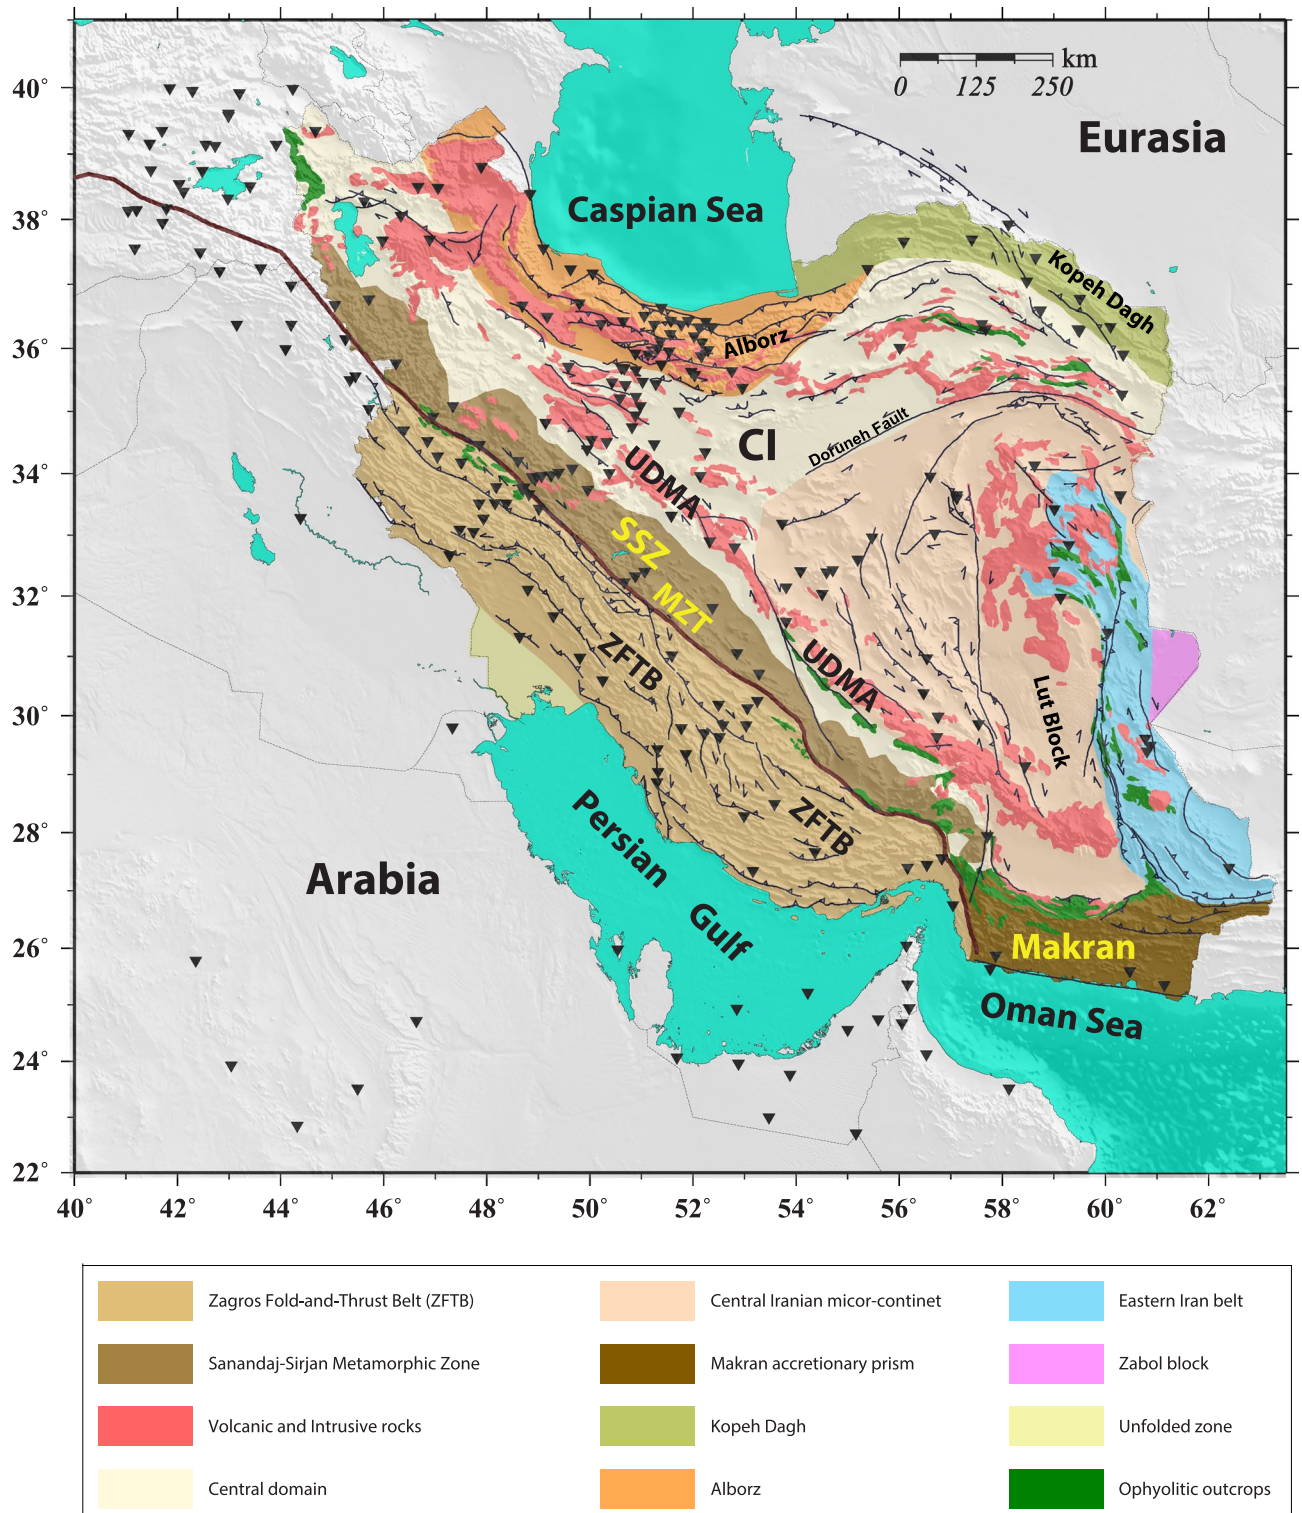 40°
38°
36°
34°
32°
30°
28°
26°
24°
22°
km
0 125 250
Eurasia
Caspian Sea
Kopeh Dagh
Alborz
CI
Doruneh Fault
UDMA
SSZ
MZT
ZFTB
UDMA
Lut Block
ZFTB
Persian
Gulf
Arabia
Makran
Oman Sea
40° 42° 44° 46° 48° 50° 52° 54° 56° 58° 60° 62°
Zagros Fold-and-Thrust Belt (ZFTB)
Central Iranian micor-continet
Eastern Iran belt
Sanandaj-Sirjan Metamorphic Zone
Makran accretionary prism
Zabol block
Volcanic and Intrusive rocks
Kopeh Dagh
Unfolded zone
Central domain
Alborz
Ophyolitic outcrops